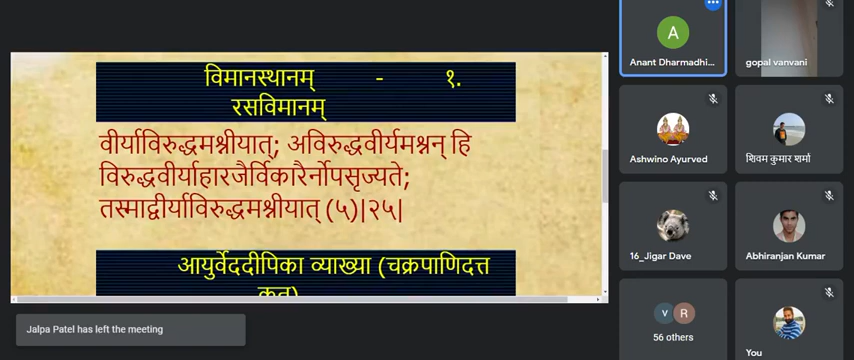 विमानस्थानम् - १.
रसविमानम्
वीर्याविरुद्धमश्नीयात्; अविरुद्धवीर्यमश्नन् हि
विरुद्धवीर्याहारजैर्विकारैर्नोपसृज्यते;
तस्माद्वीर्याविरुद्धमश्नीयात् (५)|२५|
आयुर्वेददीपिका व्याख्या (चक्रपाणिदत्त
Jalpa Patel has left the meeting
A
Anant Dharmadhi...
gopal vanvani
Ashwino Ayurved
शिवम कुमार शर्मा
16_Jigar Dave
Abhiranjan Kumar
V R
56 others
You